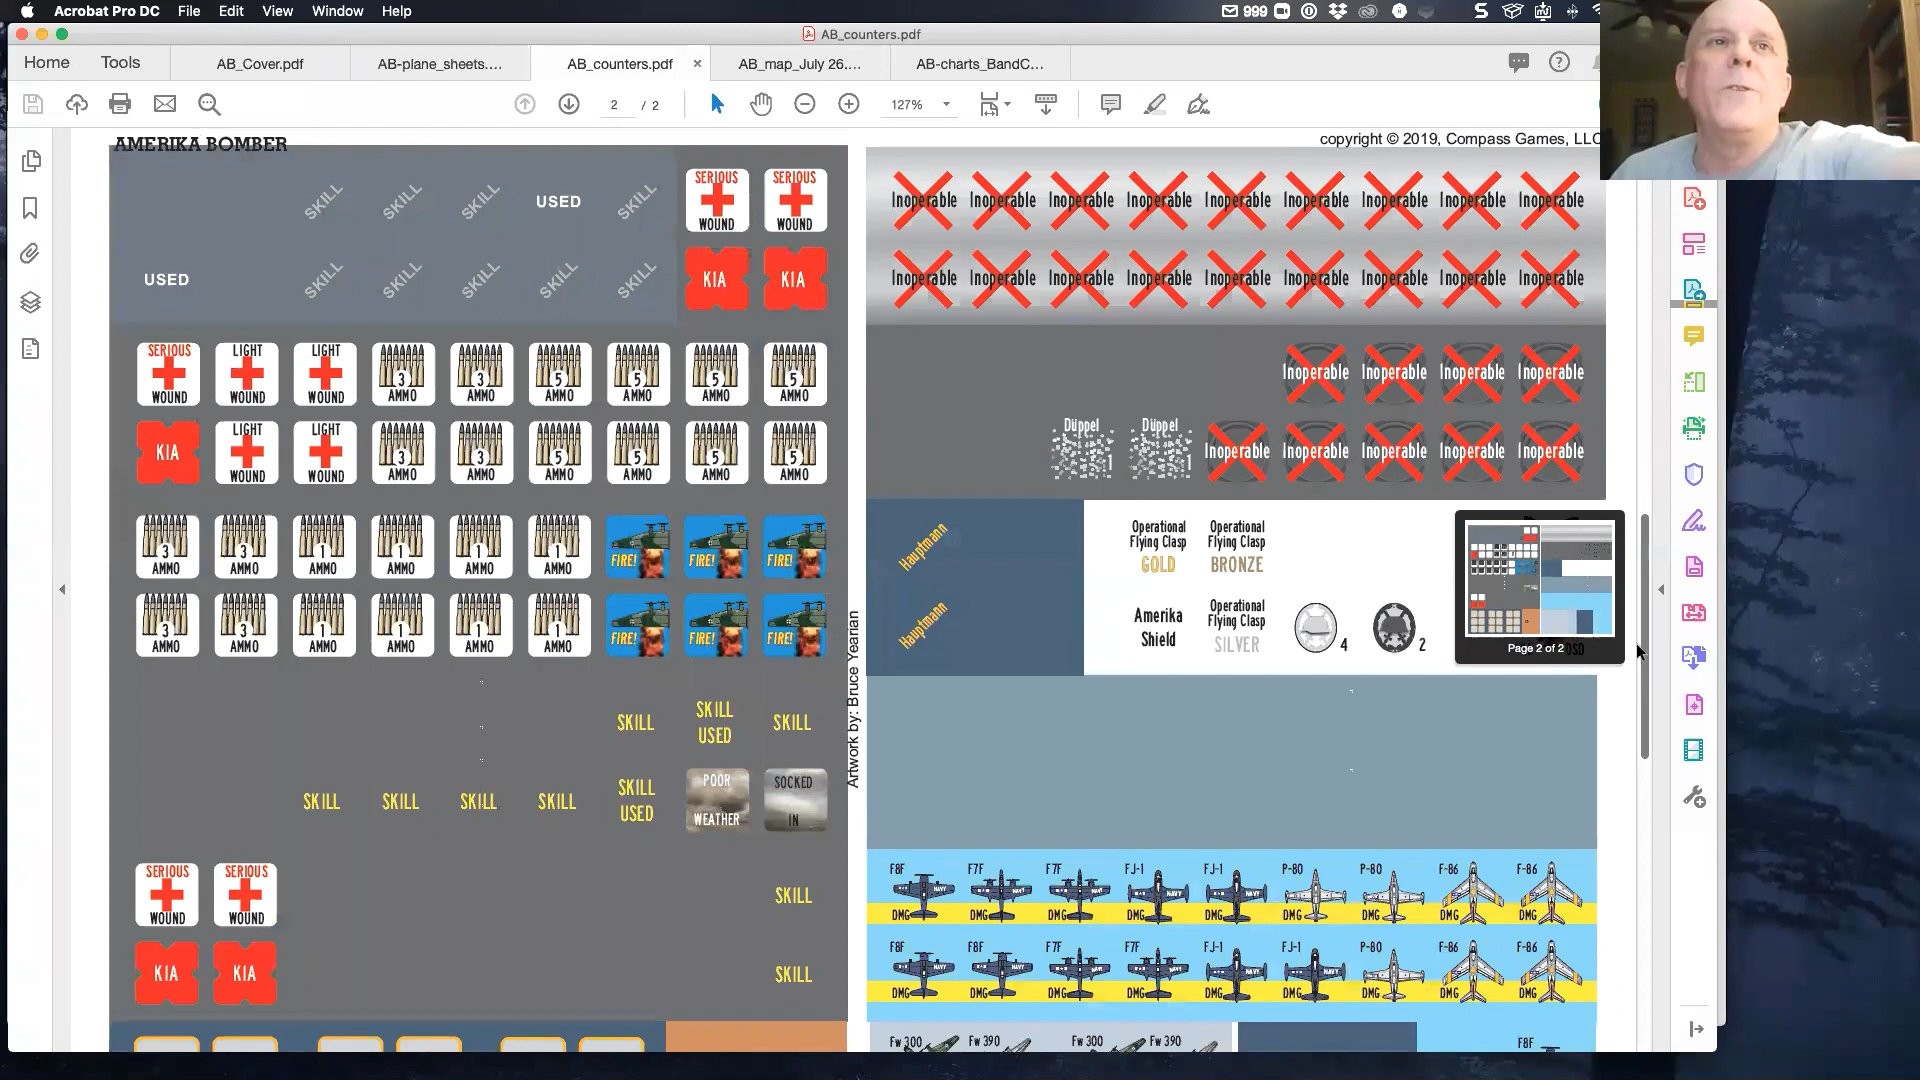 Acrobat Pro DC File Edit View Window Help
999
AB_counters.pdf
Home Tools AB_Cover.pdf AB-plane_sheets.... AB_counters.pdf × AB_map_July 26.... AB-charts_BandC...
2 / 2 127%
AMERIKA BOMBER
copyright © 2019, Compass Games, LLC
SKILL SKILL SKILL USED SKILL SERIOUS WOUND SERIOUS WOUND
USED SKILL SKILL SKILL SKILL KIA KIA
SERIOUS WOUND LIGHT WOUND LIGHT WOUND 3 AMMO 3 AMMO 5 AMMO 5 AMMO 5 AMMO 5 AMMO
KIA LIGHT WOUND LIGHT WOUND 3 AMMO 3 AMMO 5 AMMO 5 AMMO 5 AMMO 5 AMMO
3 AMMO 3 AMMO 1 AMMO 1 AMMO 1 AMMO 1 AMMO FIRE! FIRE! FIRE!
3 AMMO 3 AMMO 1 AMMO 1 AMMO 1 AMMO 1 AMMO FIRE! FIRE! FIRE!
SKILL SKILL USED SKILL
SKILL SKILL SKILL SKILL SKILL USED POOR WEATHER SOCKED IN
SERIOUS WOUND SERIOUS WOUND SKILL
KIA KIA SKILL
Artwork by: Bruce Yearian
Inoperable Inoperable Inoperable Inoperable Inoperable Inoperable Inoperable Inoperable Inoperable
Inoperable Inoperable Inoperable Inoperable Inoperable Inoperable Inoperable Inoperable Inoperable
Inoperable Inoperable Inoperable Inoperable
Düppel 1 Düppel 1 Inoperable Inoperable Inoperable Inoperable Inoperable
Hauptmann Operational Flying Clasp GOLD Operational Flying Clasp BRONZE
Hauptmann Amerika Shield Operational Flying Clasp SILVER 4 2
Page 2 of 2
F8F DMG F7F DMG F7F DMG FJ-1 DMG FJ-1 DMG P-80 DMG P-80 DMG F-86 DMG F-86 DMG
F8F DMG F8F DMG F7F DMG F7F DMG FJ-1 DMG FJ-1 DMG P-80 DMG F-86 DMG F-86 DMG
Fw 300 Fw 390 Fw 300 Fw 390 F8F